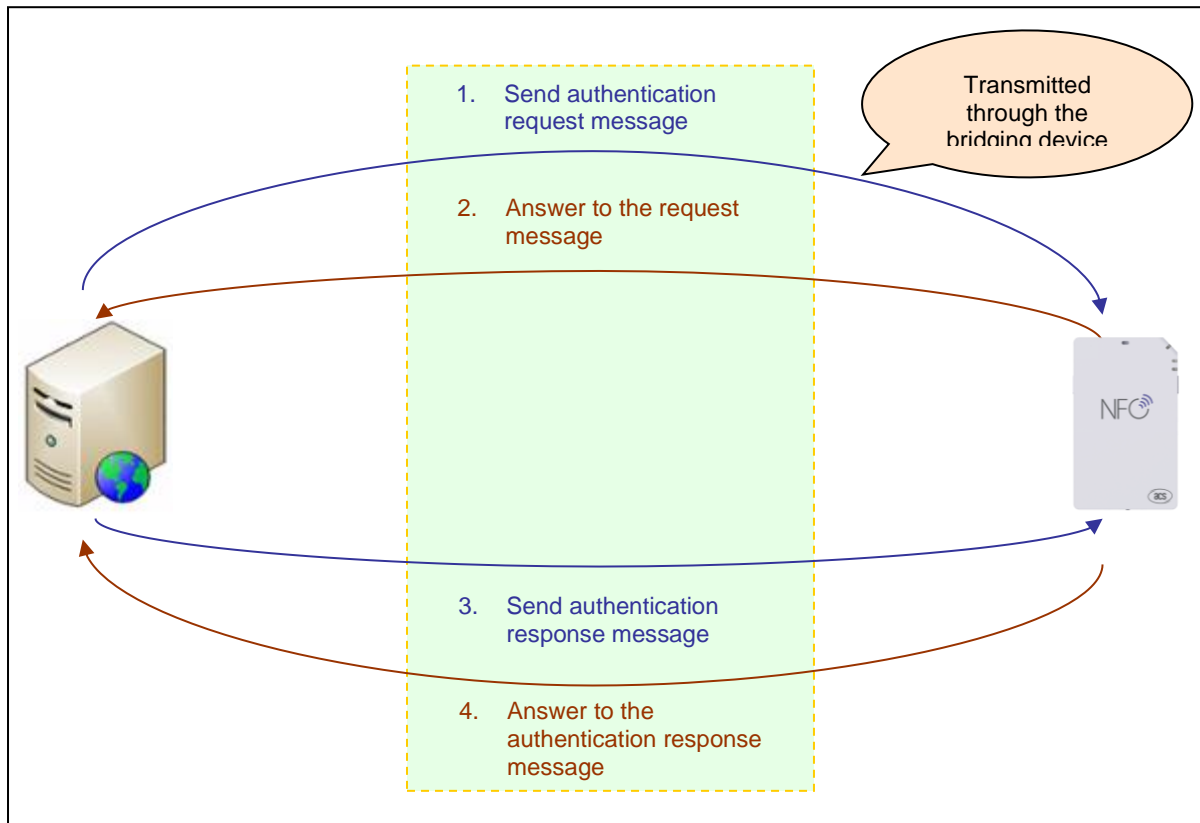 1. Send authentication
request message
Transmitted
through the
bridging device
2. Answer to the request
message
NFC
acs
3. Send authentication
response message
4. Answer to the
authentication response
message